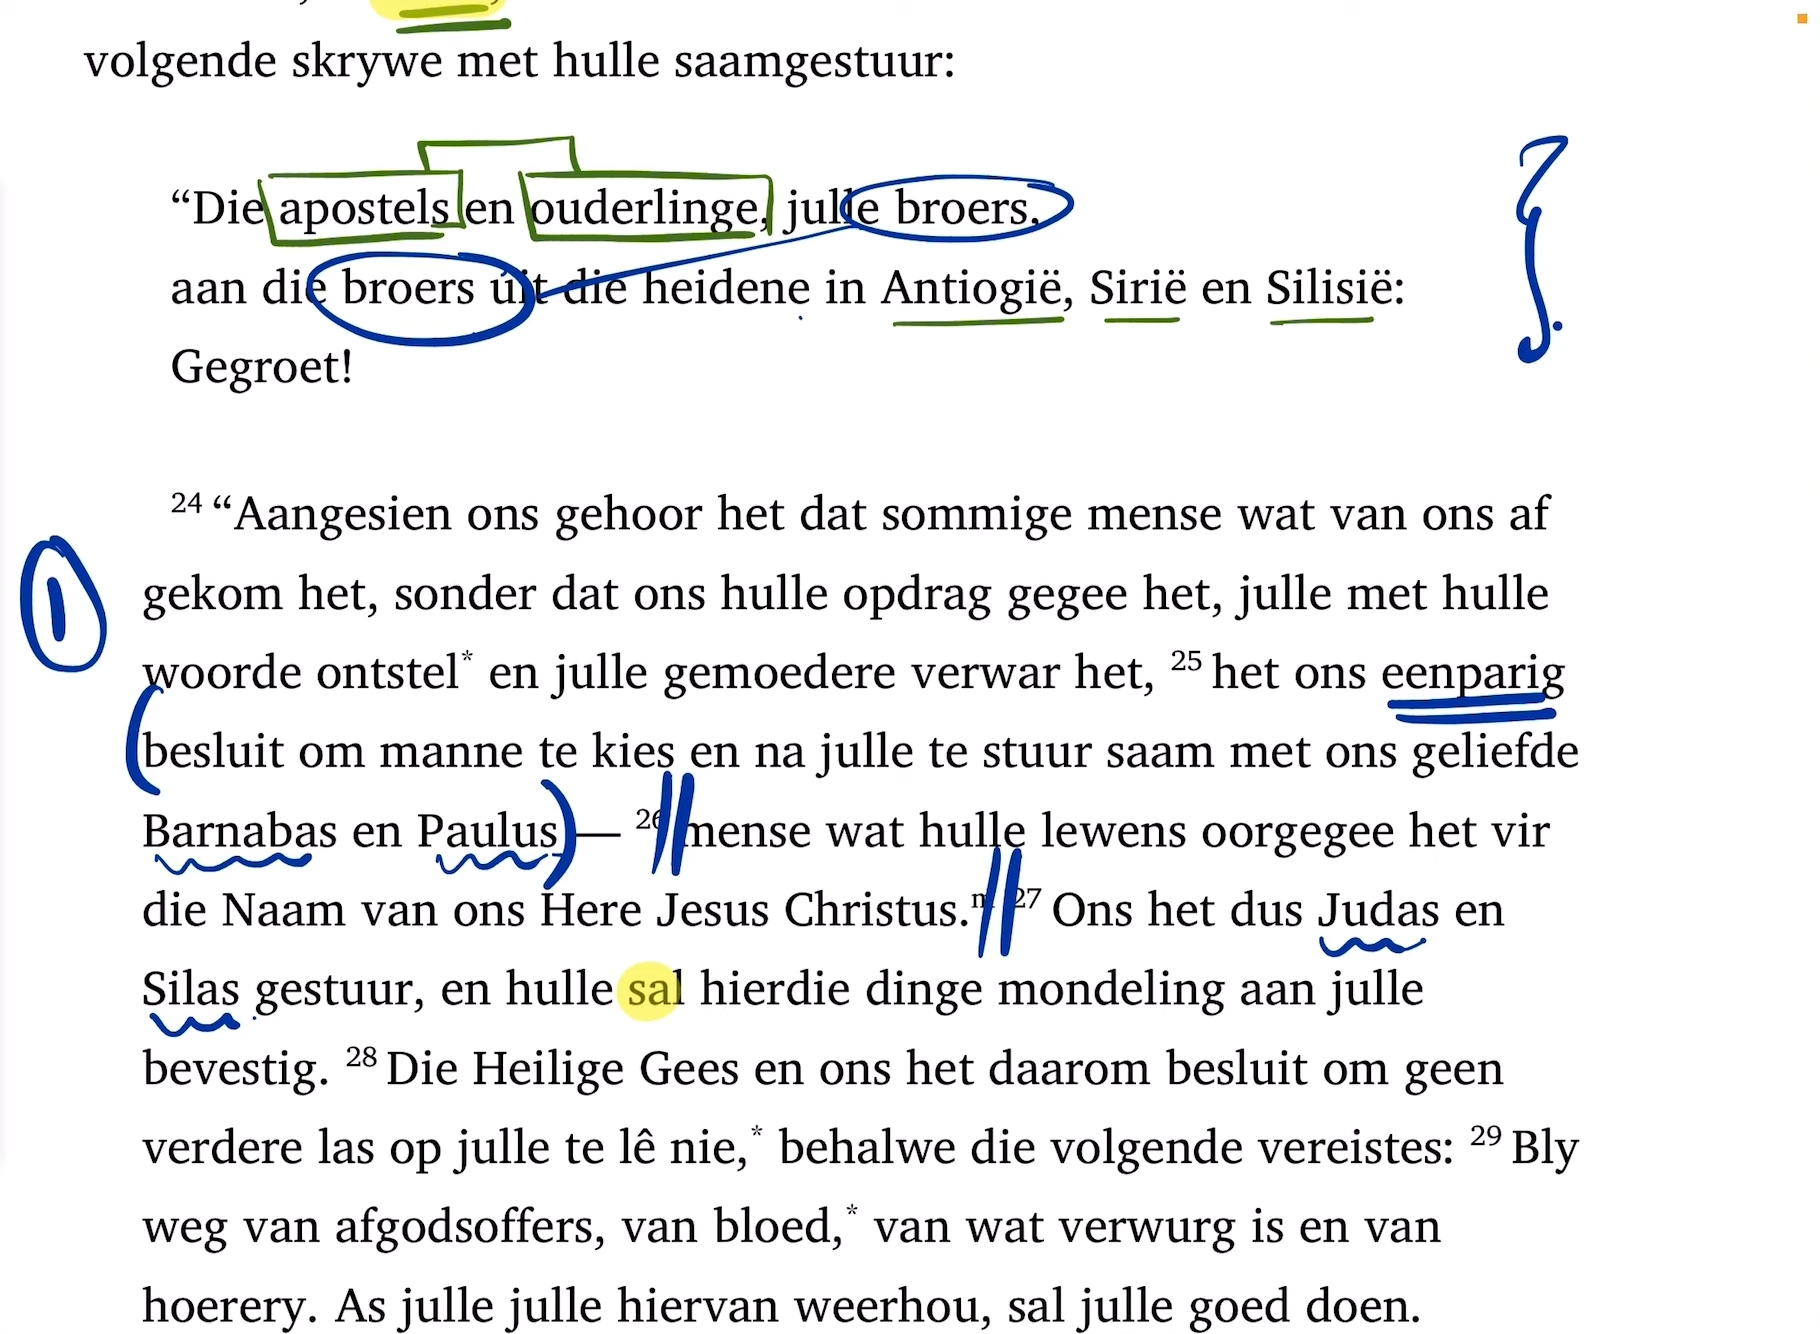 volgende skrywe met hulle saamgestuur:
“Die apostels en ouderlinge, julle broers,
aan die broers úit die heidene in Antiogië, Sirië en Silisië:
Gegroet!
24 “Aangesien ons gehoor het dat sommige mense wat van ons af
gekom het, sonder dat ons hulle opdrag gegee het, julle met hulle
1
woorde ontstel* en julle gemoedere verwar het, 25 het ons eenparig
besluit om manne te kies en na julle te stuur saam met ons geliefde
Barnabas en Paulus — 26 mense wat hulle lewens oorgegee het vir
die Naam van ons Here Jesus Christus. 27 Ons het dus Judas en
Silas gestuur, en hulle sal hierdie dinge mondeling aan julle
bevestig. 28 Die Heilige Gees en ons het daarom besluit om geen
verdere las op julle te lê nie,* behalwe die volgende vereistes: 29 Bly
weg van afgodsoffers, van bloed,* van wat verwurg is en van
hoerery. As julle julle hiervan weerhou, sal julle goed doen.